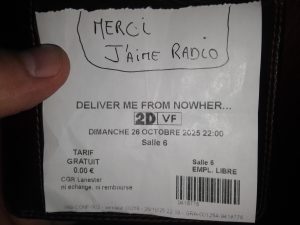 MERCI
J'AIME RADIO
DELIVER ME FROM NOWHER...
2D VF
DIMANCHE 26 OCTOBRE 2025 22:00
Salle 6
TARIF
GRATUIT
0.00 €
Salle 6
EMPL. LIBRE
CGR Lanester
ni échangé, ni remboursé